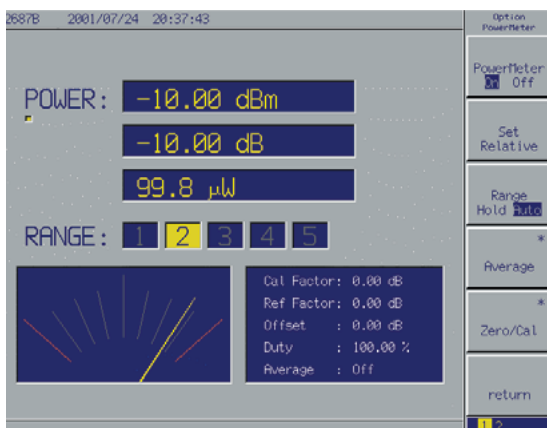 2687B 2001/07/24 20:37:43
Option
PowerMeter
PowerMeter
On Off
POWER: -10.00 dBm
-10.00 dB
99.8 µW
Set
Relative
Range
Hold Auto
RANGE: 1 2 3 4 5
*
Average
Cal Factor: 0.00 dB
Ref Factor: 0.00 dB
Offset : 0.00 dB
Duty : 100.00 %
Average : Off
*
Zero/Cal
return
1 2